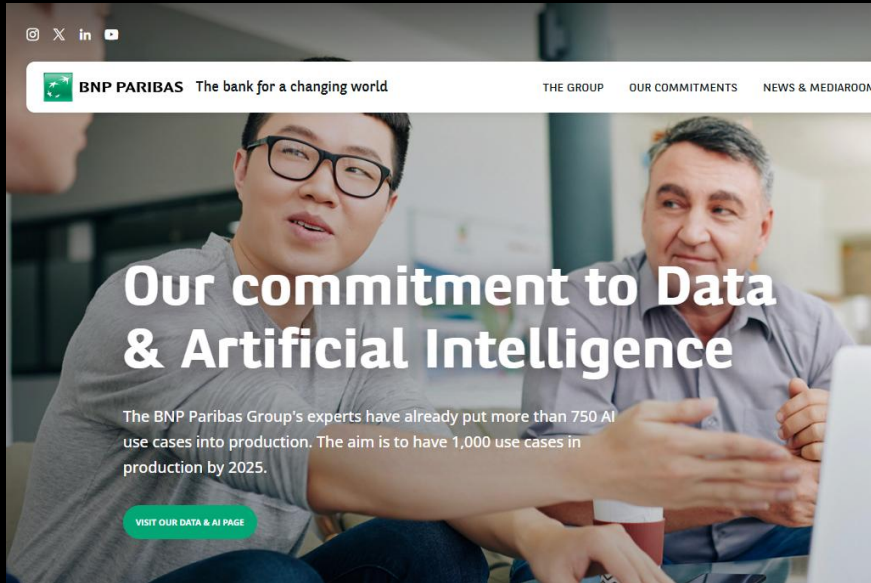 BNP PARIBAS The bank for a changing world
THE GROUP OUR COMMITMENTS NEWS & MEDIAROOM
Our commitment to Data
& Artificial Intelligence
The BNP Paribas Group's experts have already put more than 750 AI
use cases into production. The aim is to have 1,000 use cases in
production by 2025.
VISIT OUR DATA & AI PAGE